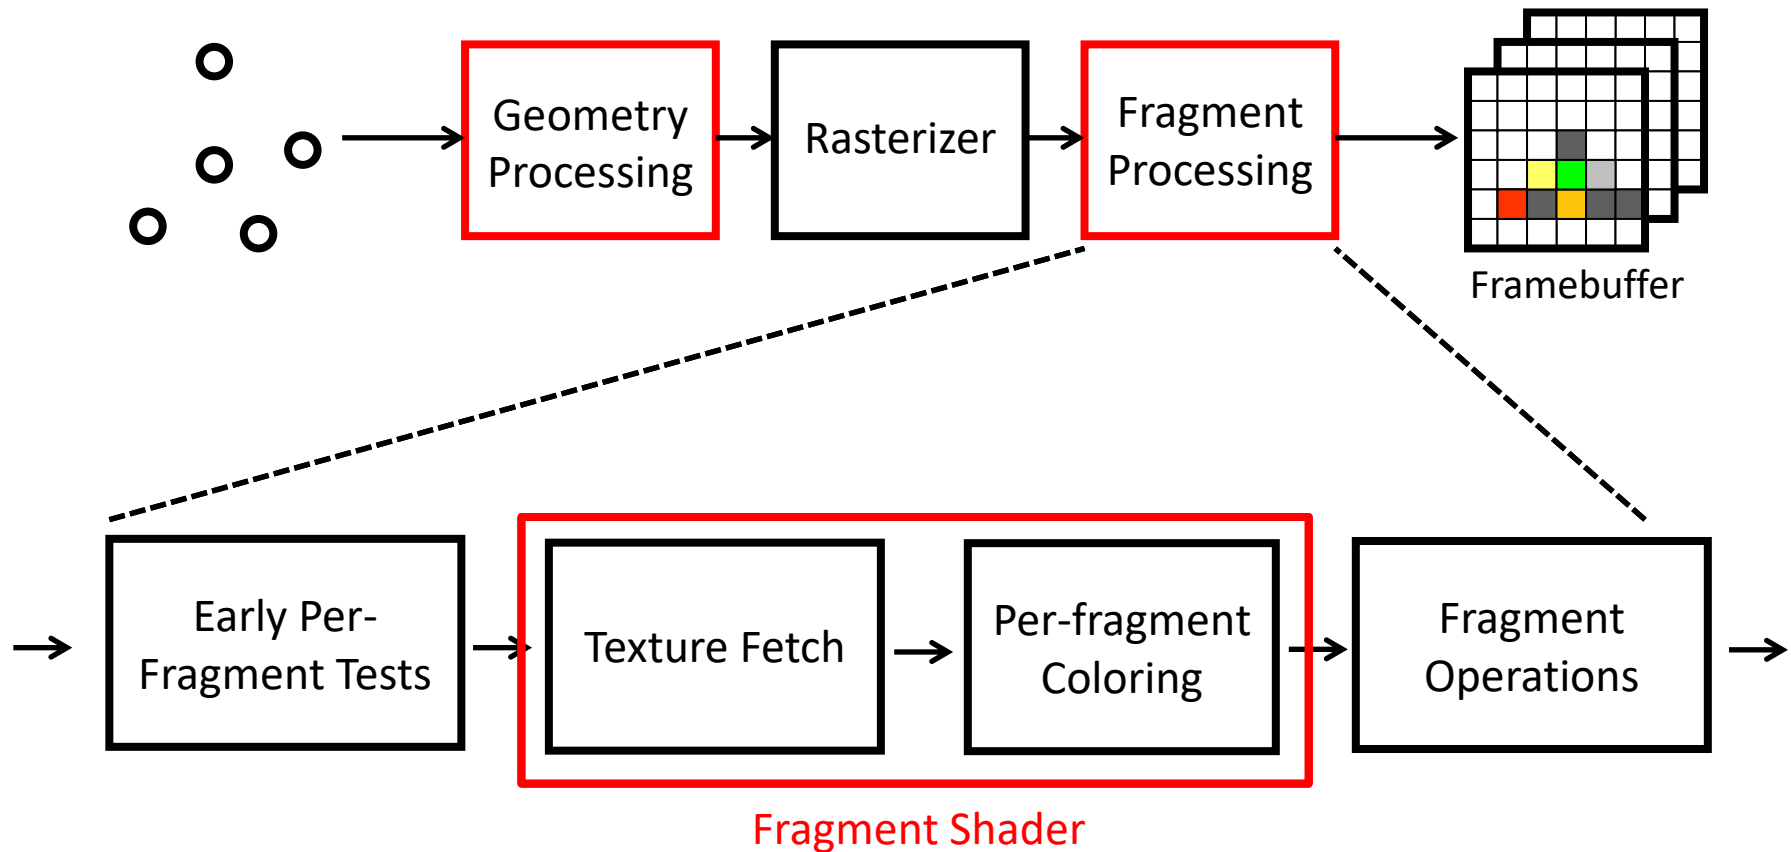 Geometry
Processing
Rasterizer
Fragment
Processing
Framebuffer
Early Per-
Fragment Tests
Texture Fetch
Per-fragment
Coloring
Fragment
Operations
Fragment Shader